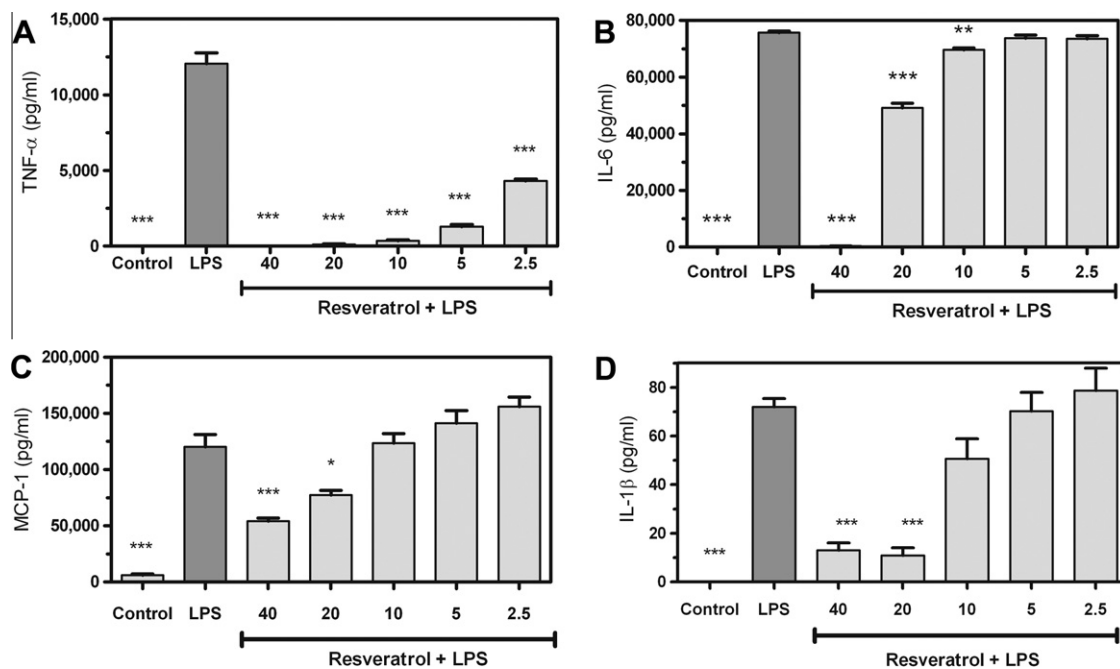 A
TNF-α (pg/ml)
15,000
10,000
5,000
0
***
***
***
***
***
***
Control LPS 40 20 10 5 2.5
Resveratrol + LPS
B
IL-6 (pg/ml)
80,000
60,000
40,000
20,000
0
***
***
***
**
Control LPS 40 20 10 5 2.5
Resveratrol + LPS
C
MCP-1 (pg/ml)
200,000
150,000
100,000
50,000
0
***
***
*
Control LPS 40 20 10 5 2.5
Resveratrol + LPS
D
IL-1β (pg/ml)
80
60
40
20
0
***
***
***
Control LPS 40 20 10 5 2.5
Resveratrol + LPS